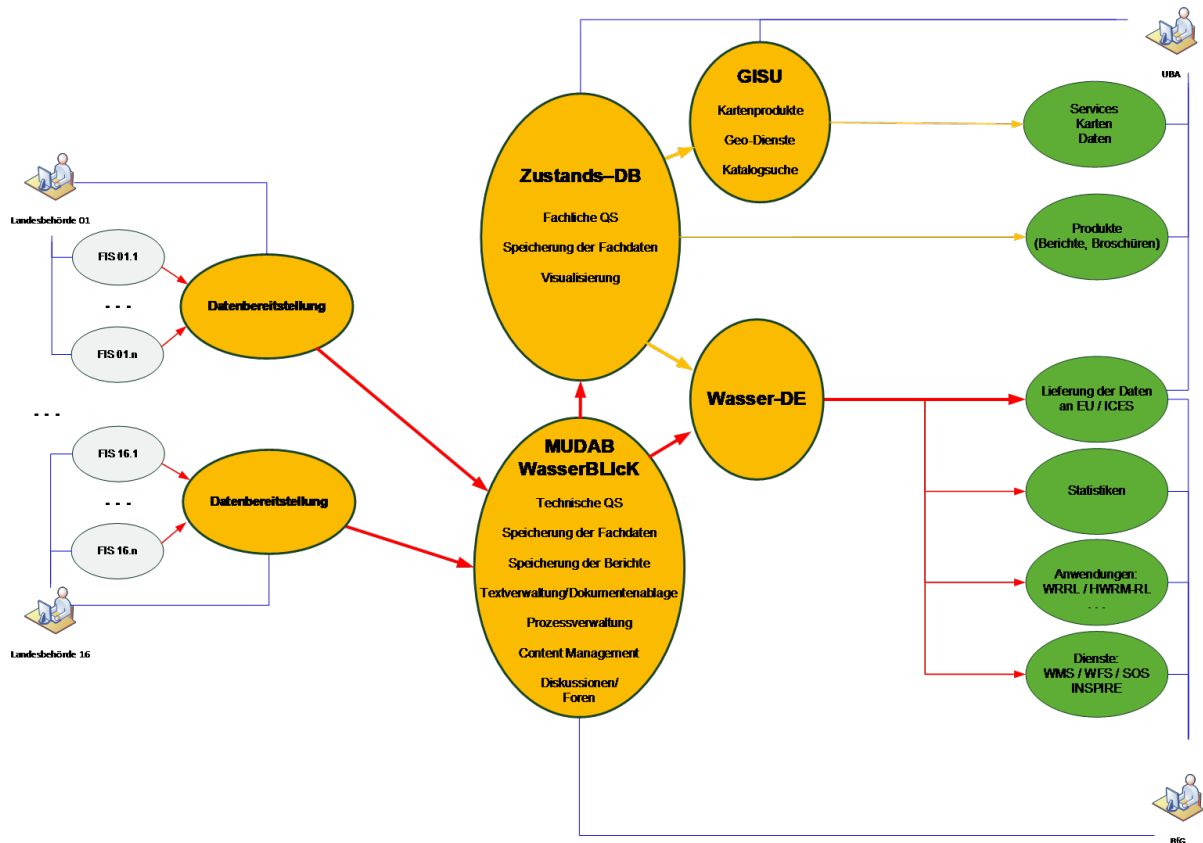 UBA
GISU
Kartenprodukte
Geo-Dienste
Katalogsuche
Services
Karten
Daten
Zustands–DB
Fachliche QS
Speicherung der Fachdaten
Visualisierung
Produkte
(Berichte, Broschüren)
Landesbehörde 01
FIS 01.1
- - -
FIS 01.n
Datenbereitstellung
- - -
FIS 16.1
- - -
FIS 16.n
Datenbereitstellung
Landesbehörde 16
Wasser-DE
MUDAB
WasserBLIcK
Technische QS
Speicherung der Fachdaten
Speicherung der Berichte
Textverwaltung/Dokumentenablage
Prozessverwaltung
Content Management
Diskussionen/
Foren
Lieferung der Daten
an EU / ICES
Statistiken
Anwendungen:
WRRL / HWRM-RL
- - -
Dienste:
WMS / WFS / SOS
INSPIRE
BfG